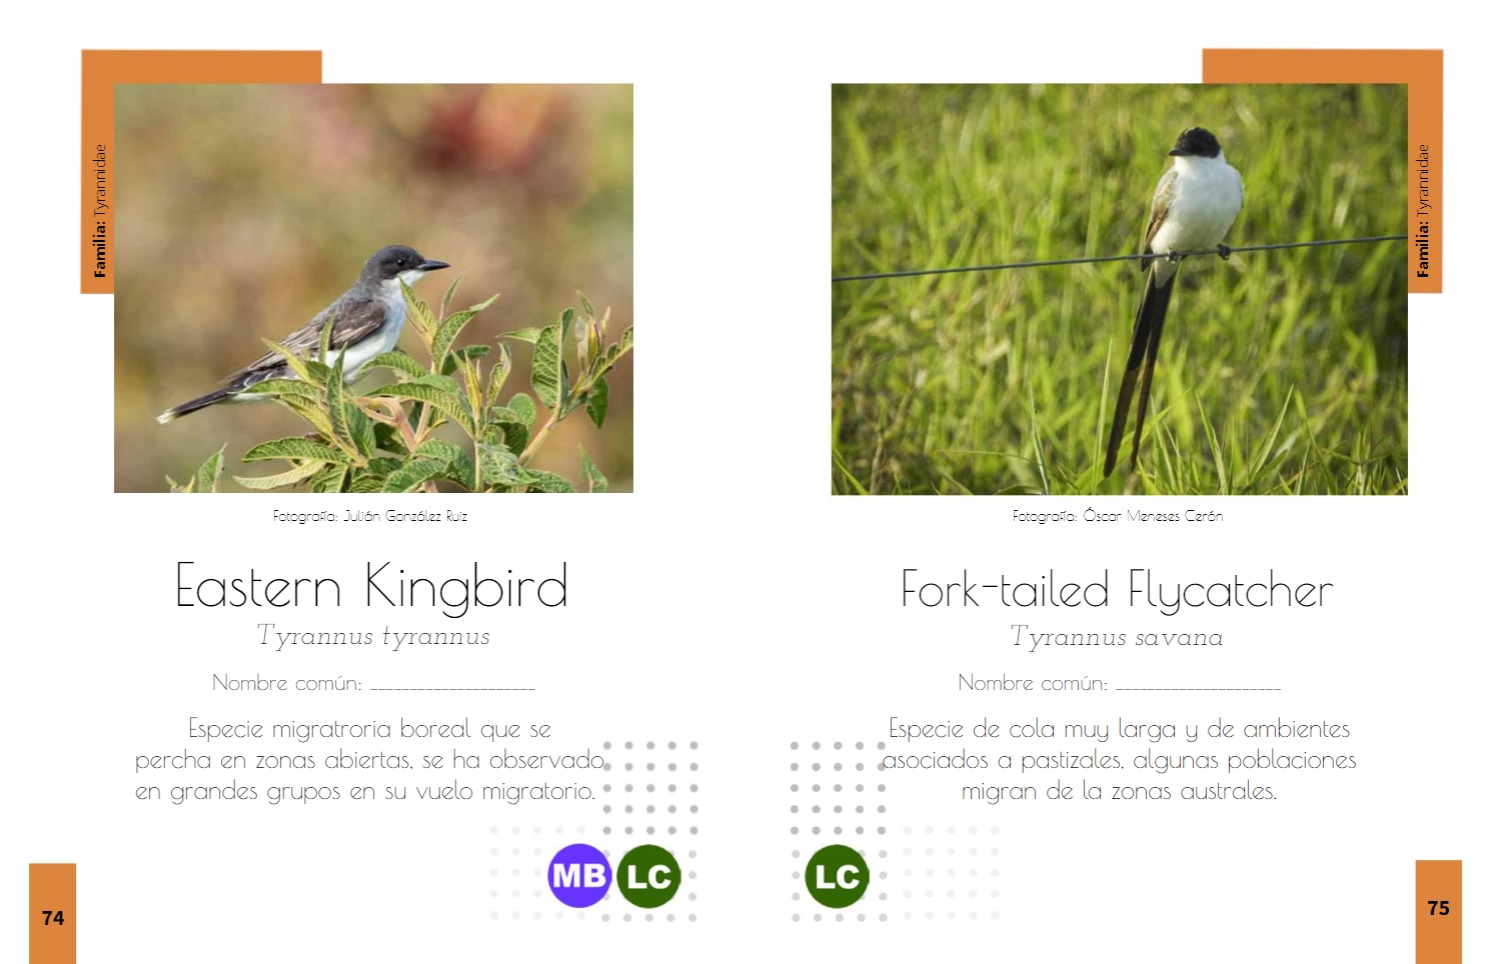 Familia: Tyrannidae
Fotografía: Julián González Ruiz
Eastern Kingbird
Tyrannus tyrannus
Nombre común: _____________________
Especie migratroria boreal que se
percha en zonas abiertas, se ha observado
en grandes grupos en su vuelo migratorio.
MB LC
74
Familia: Tyrannidae
Fotografía: Óscar Meneses Cerón
Fork-tailed Flycatcher
Tyrannus savana
Nombre común: _____________________
Especie de cola muy larga y de ambientes
asociados a pastizales, algunas poblaciones
migran de la zonas australes.
LC
75